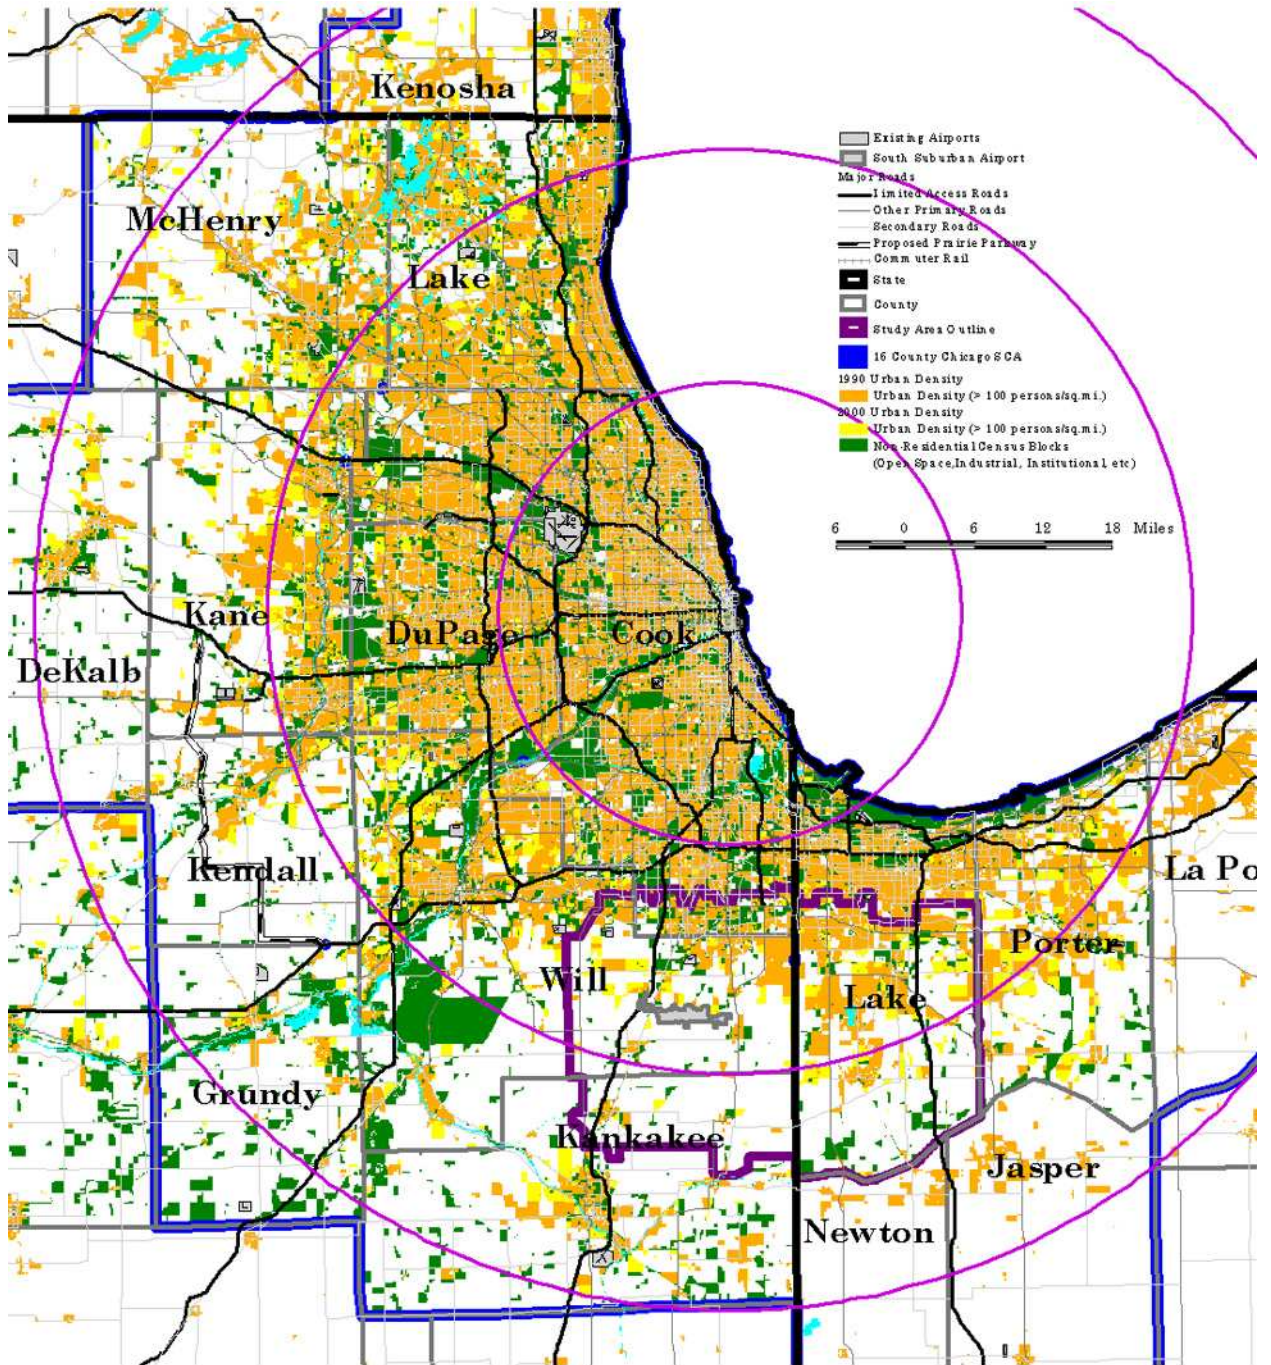 Kenosha
Existing Airports
South Suburban Airport
Major Roads
Limited Access Roads
Other Primary Roads
Secondary Roads
Proposed Prairie Parkway
Commuter Rail
State
County
Study Area Outline
16 County Chicago SCA
1990 Urban Density
Urban Density (> 100 persons/sq.mi.)
2000 Urban Density
Urban Density (> 100 persons/sq.mi.)
Non-Residential Census Blocks
(Open Space, Industrial, Institutional, etc)
6 0 6 12 18 Miles
McHenry
Lake
Kane
DuPage
Cook
DeKalb
Kendall
La Po
Will
Porter
Lake
Grundy
Kankakee
Jasper
Newton